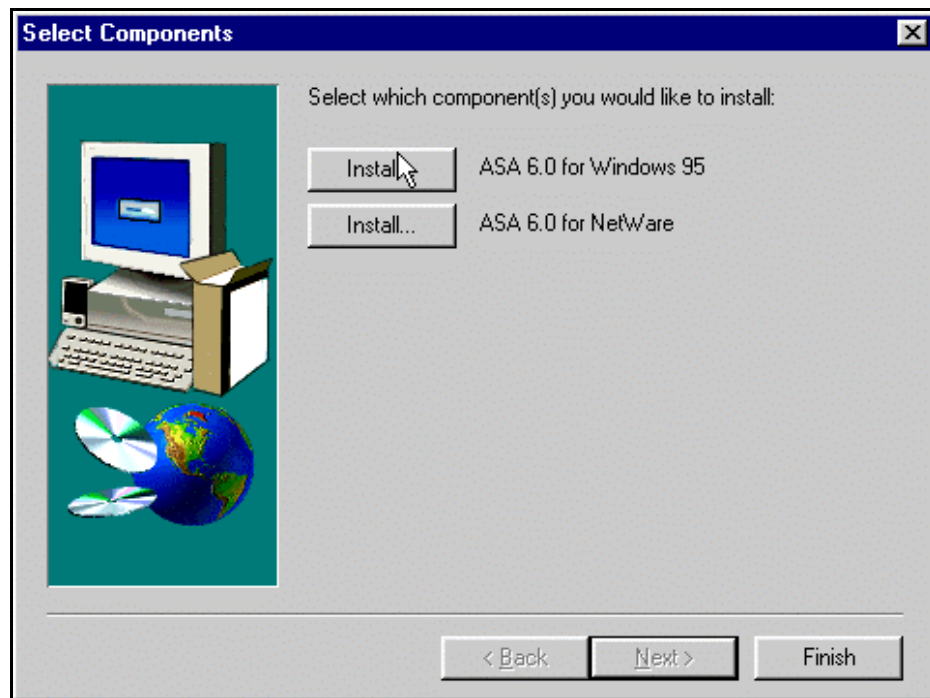 Select Components
Select which component(s) you would like to install:
Instal
ASA 6.0 for Windows 95
Install...
ASA 6.0 for NetWare
< Back
Next >
Finish